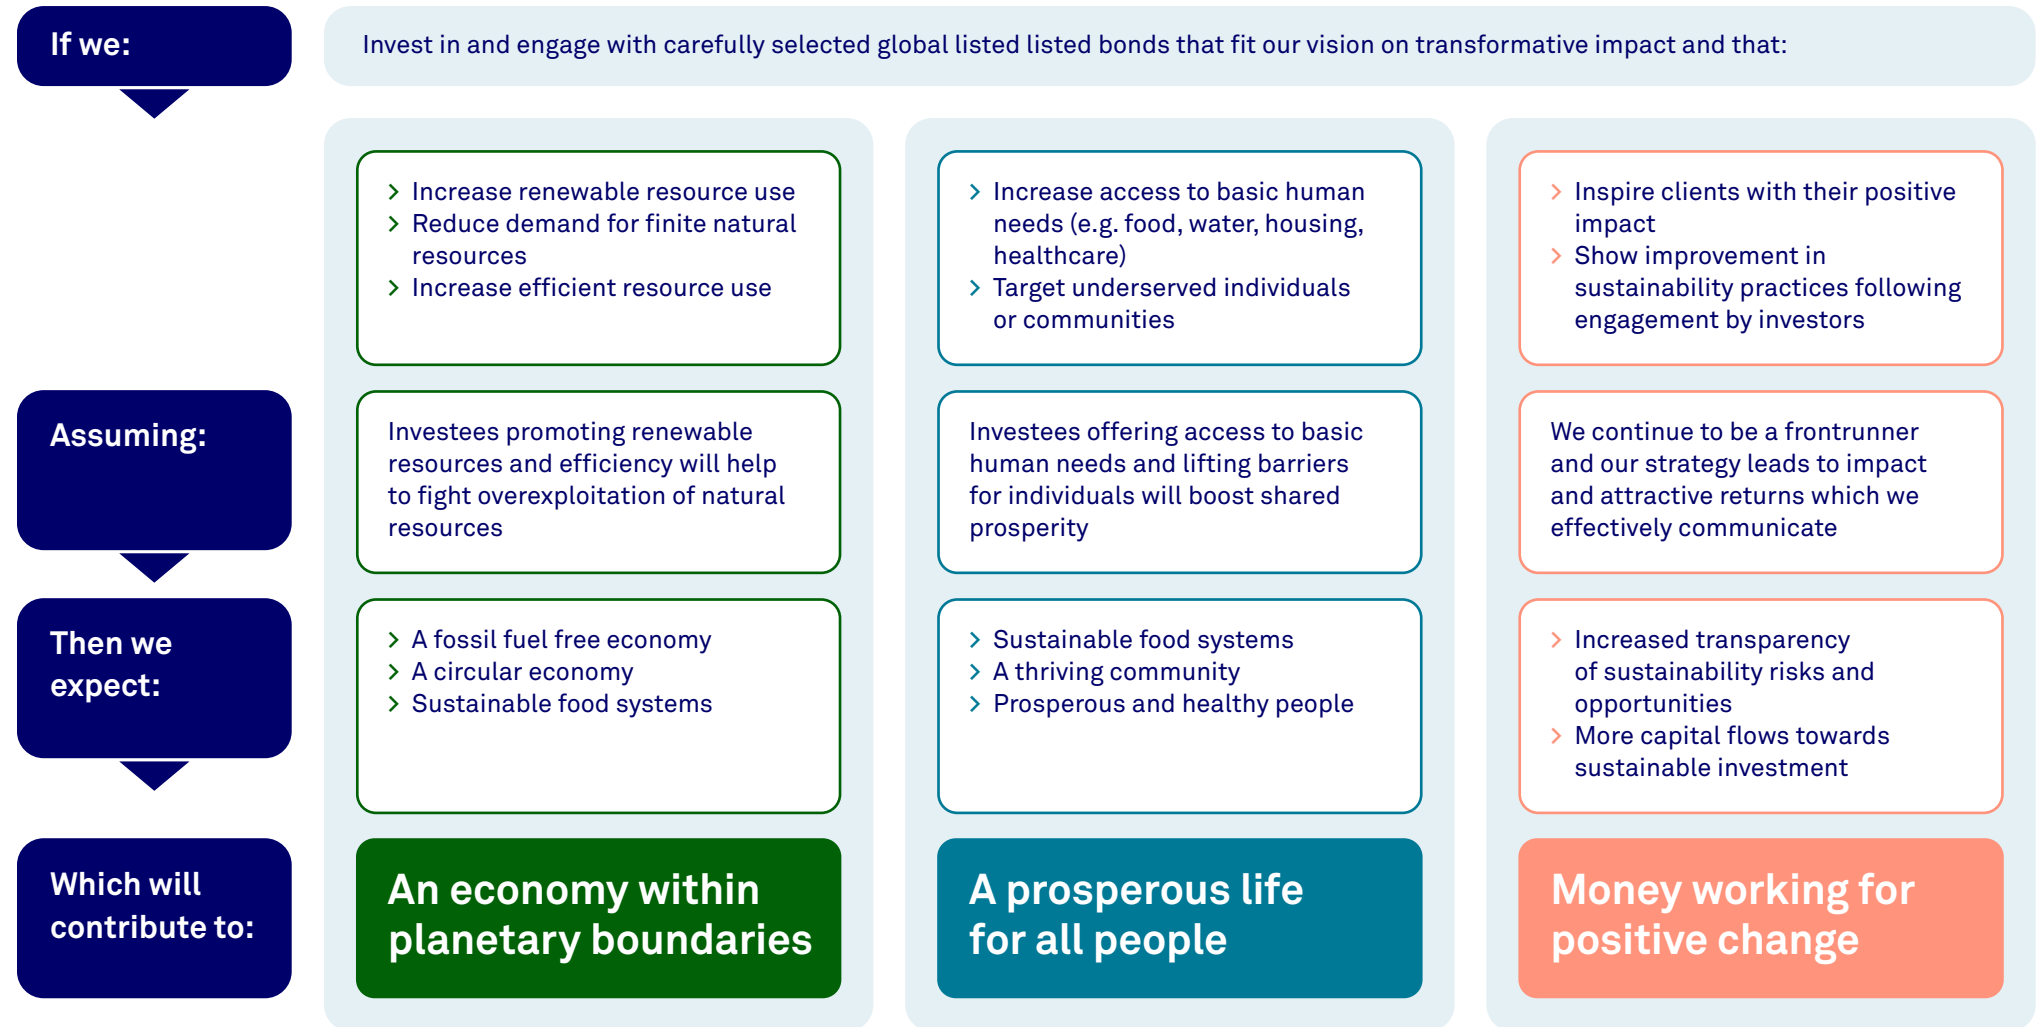 If we:
Invest in and engage with carefully selected global listed listed bonds that fit our vision on transformative impact and that:
> Increase renewable resource use
> Reduce demand for finite natural
resources
> Increase efficient resource use
> Increase access to basic human
needs (e.g. food, water, housing,
healthcare)
> Target underserved individuals
or communities
> Inspire clients with their positive
impact
> Show improvement in
sustainability practices following
engagement by investors
Assuming:
Investees promoting renewable
resources and efficiency will help
to fight overexploitation of natural
resources
Investees offering access to basic
human needs and lifting barriers
for individuals will boost shared
prosperity
We continue to be a frontrunner
and our strategy leads to impact
and attractive returns which we
effectively communicate
Then we
expect:
> A fossil fuel free economy
> A circular economy
> Sustainable food systems
> Sustainable food systems
> A thriving community
> Prosperous and healthy people
> Increased transparency
of sustainability risks and
opportunities
> More capital flows towards
sustainable investment
Which will
contribute to:
An economy within
planetary boundaries
A prosperous life
for all people
Money working for
positive change